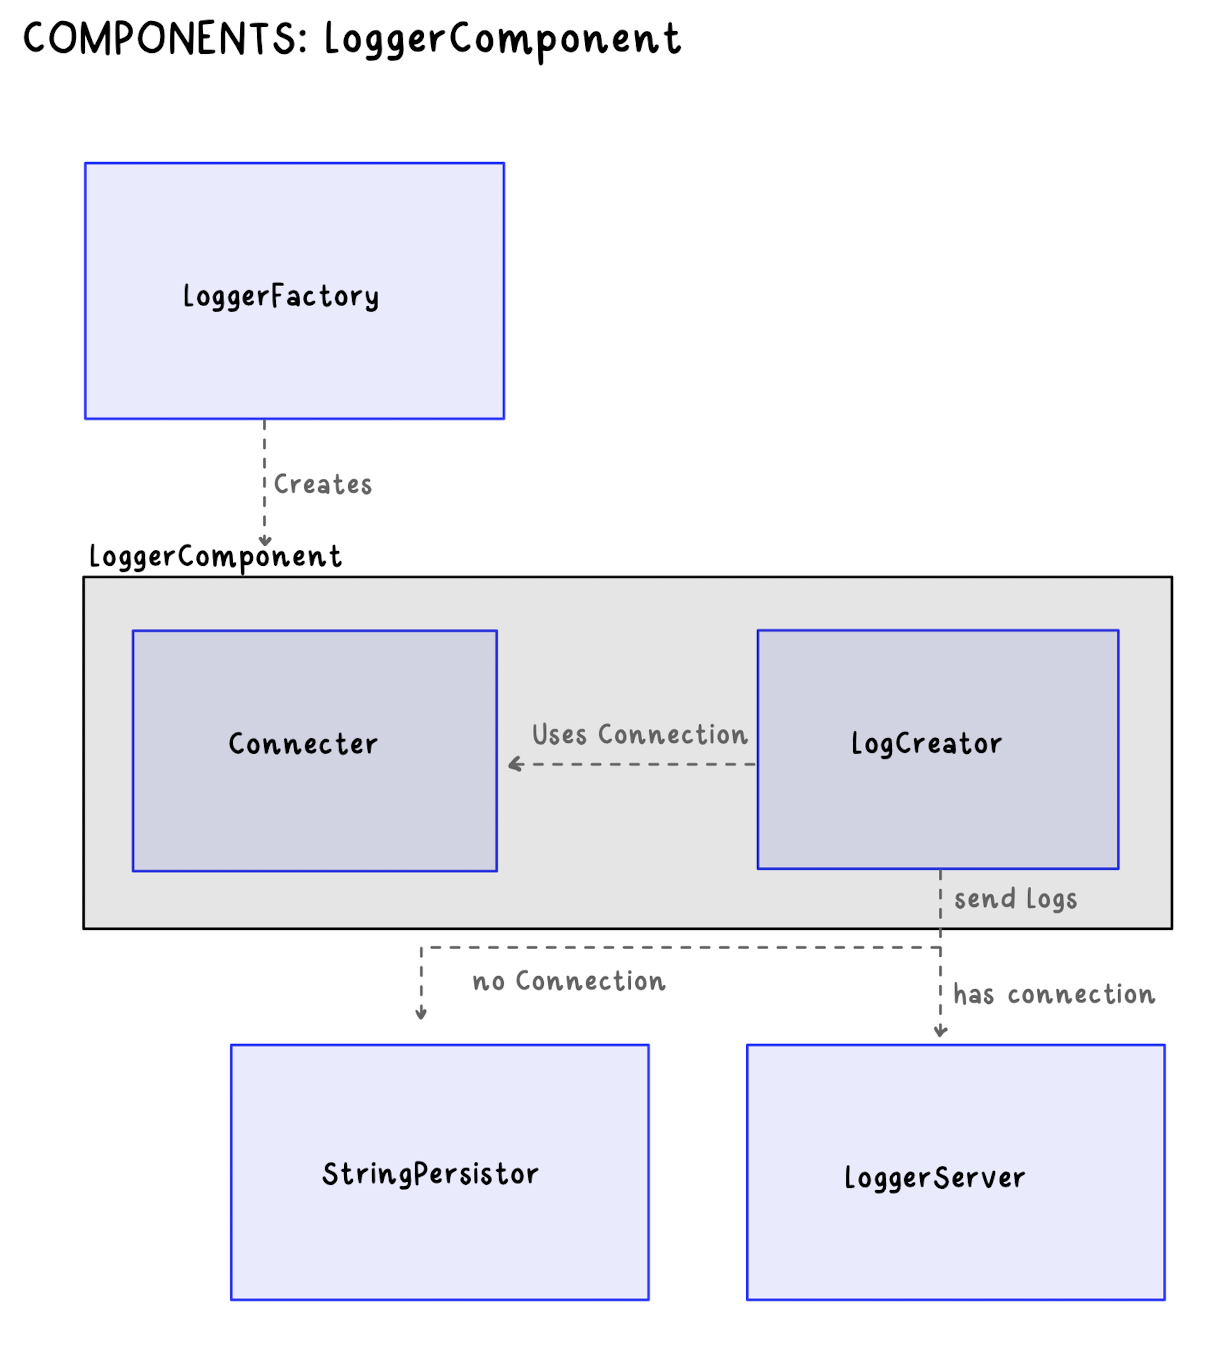 COMPONENTS: LoggerComponent
LoggerFactory
Creates
LoggerComponent
Uses Connection
Connecter
LogCreator
send Logs
no Connection
has connection
StringPersistor
LoggerServer